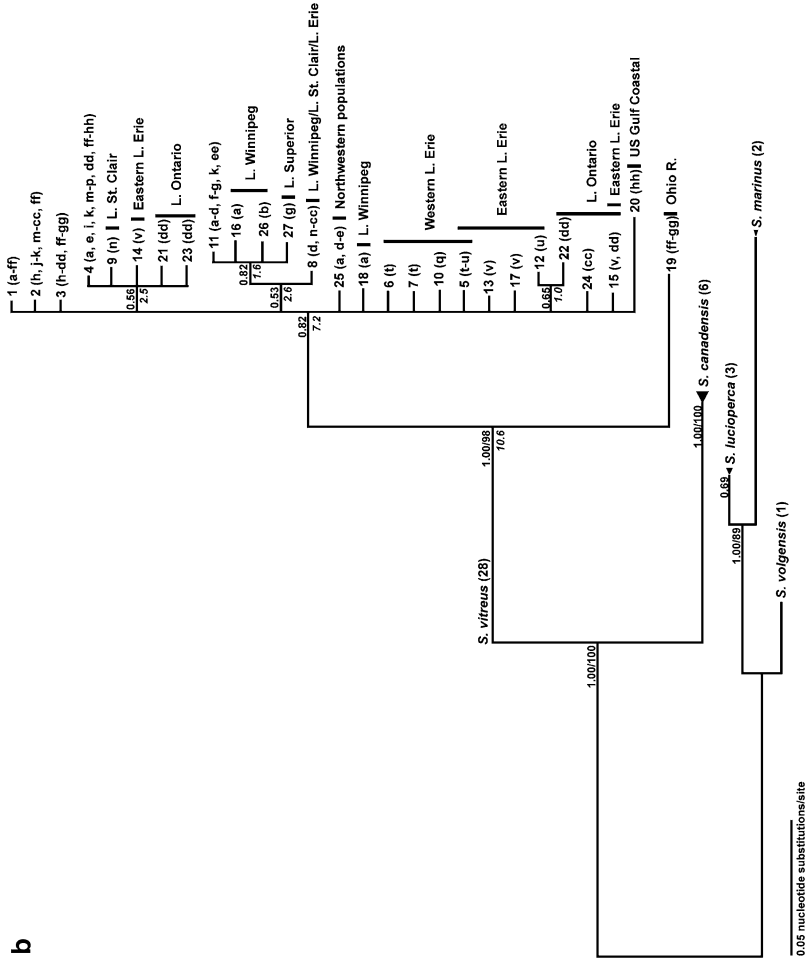 b
1 (a-ff)
2 (h, j-k, m-cc, ff)
3 (h-dd, ff-gg)
4 (a, e, i, k, m-p, dd, ff-hh)
9 (n)
L. St. Clair
14 (v)
Eastern L. Erie
21 (dd)
23 (dd)
L. Ontario
0.56
2.5
11 (a-d, f-g, k, ee)
16 (a)
26 (b)
L. Winnipeg
27 (g)
L. Superior
0.82
1.6
8 (d, n-cc)
L. Winnipeg/L. St. Clair/L. Erie
0.53
2.6
25 (a, d-e)
Northwestern populations
18 (a)
L. Winnipeg
6 (t)
7 (t)
10 (q)
5 (t-u)
Western L. Erie
13 (v)
17 (v)
12 (u)
Eastern L. Erie
22 (dd)
0.65
1.0
24 (cc)
15 (v, dd)
L. Ontario
Eastern L. Erie
20 (hh)
US Gulf Coastal
0.82
7.2
19 (ff-gg)
Ohio R.
1.00/98
10.6
S. vitreus (28)
S. canadensis (6)
1.00/100
1.00/100
S. lucioperca (3)
0.69
S. marinus (2)
1.00/89
S. volgensis (1)
0.05 nucleotide substitutions/site